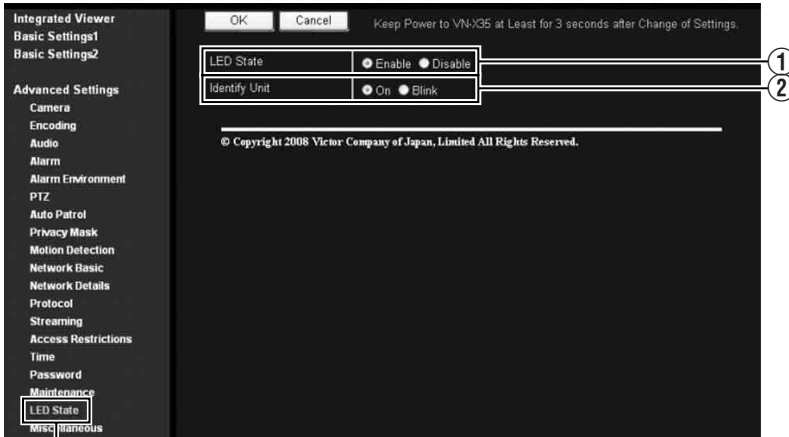 Integrated Viewer
Basic Settings1
Basic Settings2
Advanced Settings
Camera
Encoding
Audio
Alarm
Alarm Environment
PTZ
Auto Patrol
Privacy Mask
Motion Detection
Network Basic
Network Details
Protocol
Streaming
Access Restrictions
Time
Password
Maintenance
LED State
Miscellaneous
OK Cancel Keep Power to VN-X35 at Least for 3 seconds after Change of Settings.
LED State Enable Disable ①
Identify Unit On Blink ②
© Copyright 2008 Victor Company of Japan, Limited All Rights Reserved.